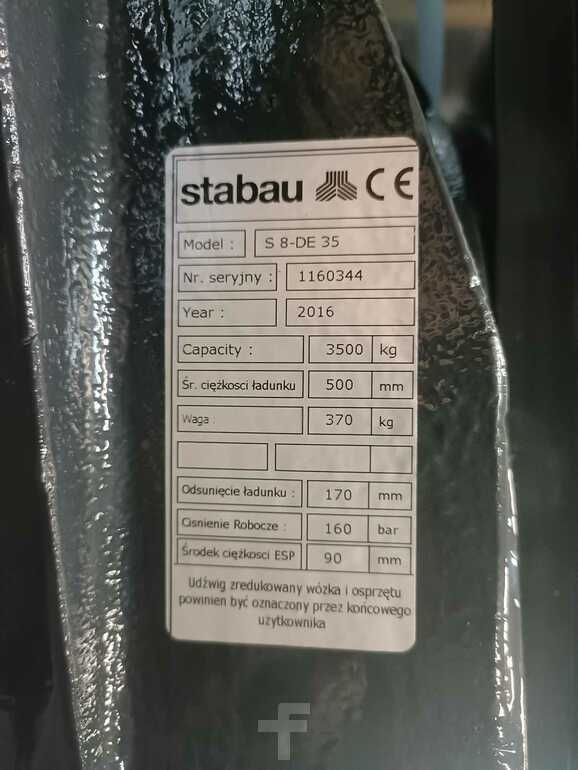 stabau CE
Model : S 8-DE 35
Nr. seryjny : 1160344
Year : 2016
Capacity : 3500 kg
Śr. ciężkosci ładunku 500 mm
Waga : 370 kg
Odsunięcie ładunku : 170 mm
Cisnienie Robocze : 160 bar
Środek ciężkosci ESP 90 mm
Udźwig zredukowany wózka i osprzętu
powinien być oznaczony przez końcowego
użytkownika